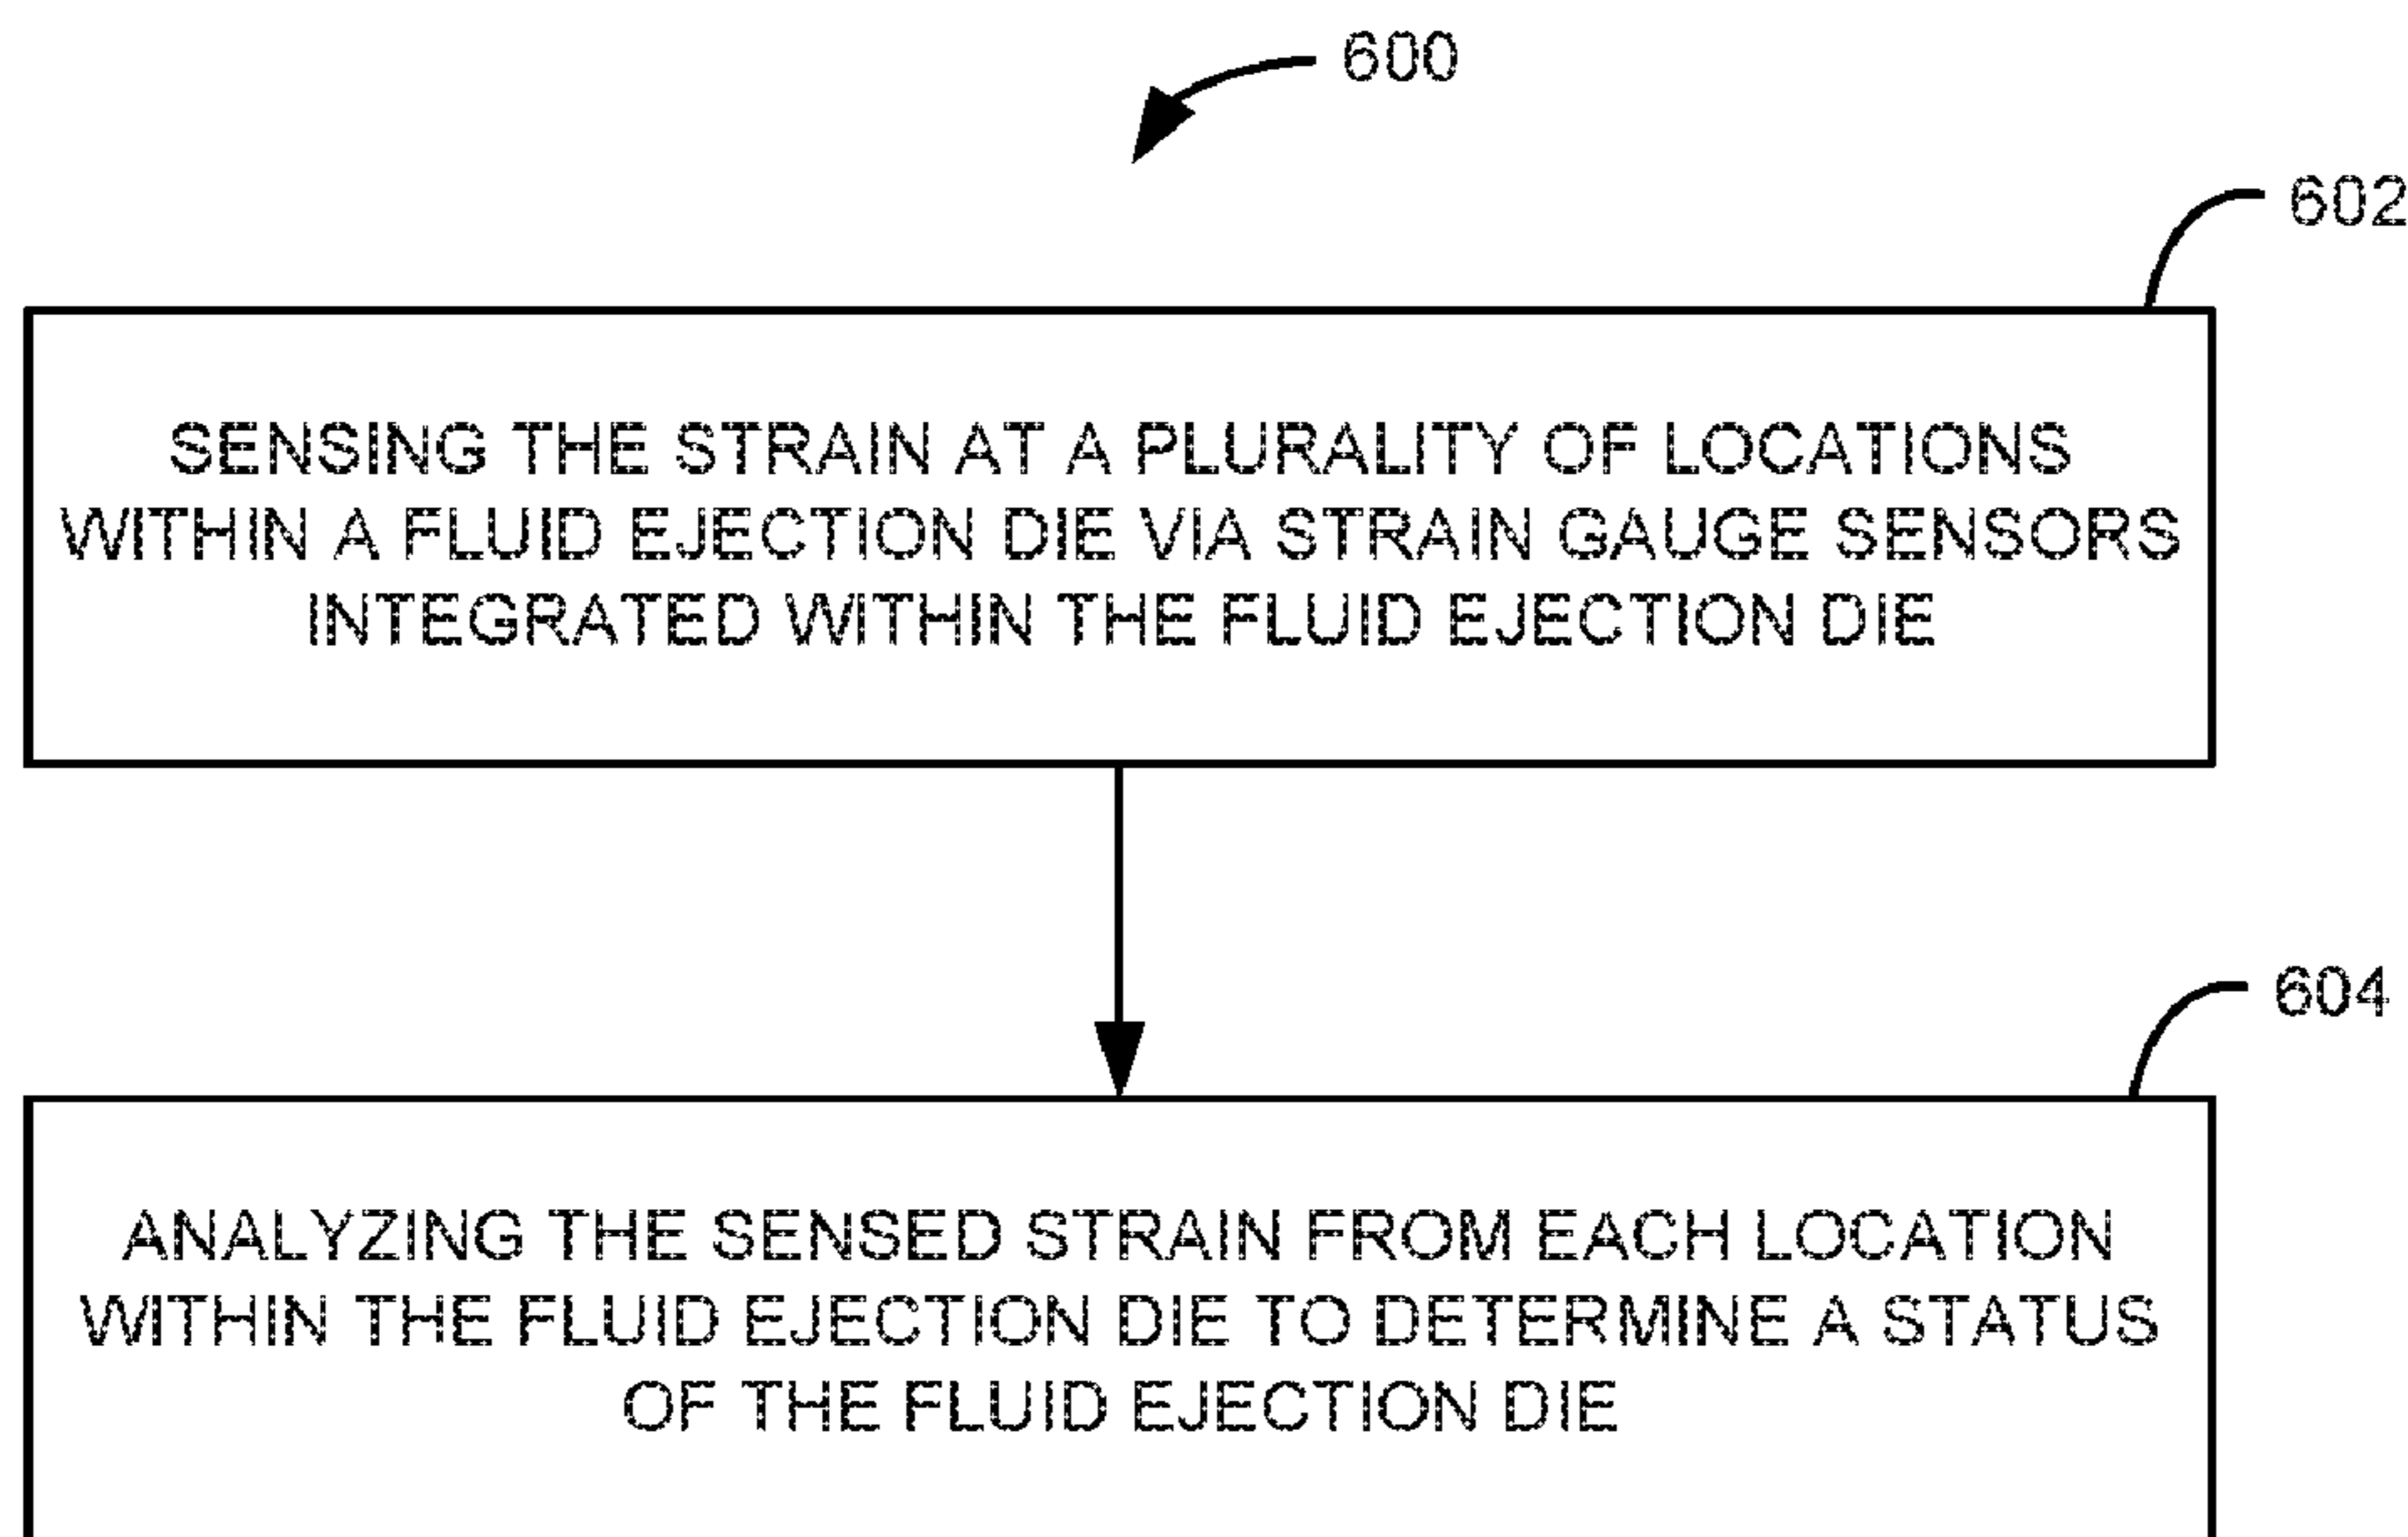 600
602
SENSING THE STRAIN AT A PLURALITY OF LOCATIONS
WITHIN A FLUID EJECTION DIE VIA STRAIN GAUGE SENSORS
INTEGRATED WITHIN THE FLUID EJECTION DIE
604
ANALYZING THE SENSED STRAIN FROM EACH LOCATION
WITHIN THE FLUID EJECTION DIE TO DETERMINE A STATUS
OF THE FLUID EJECTION DIE